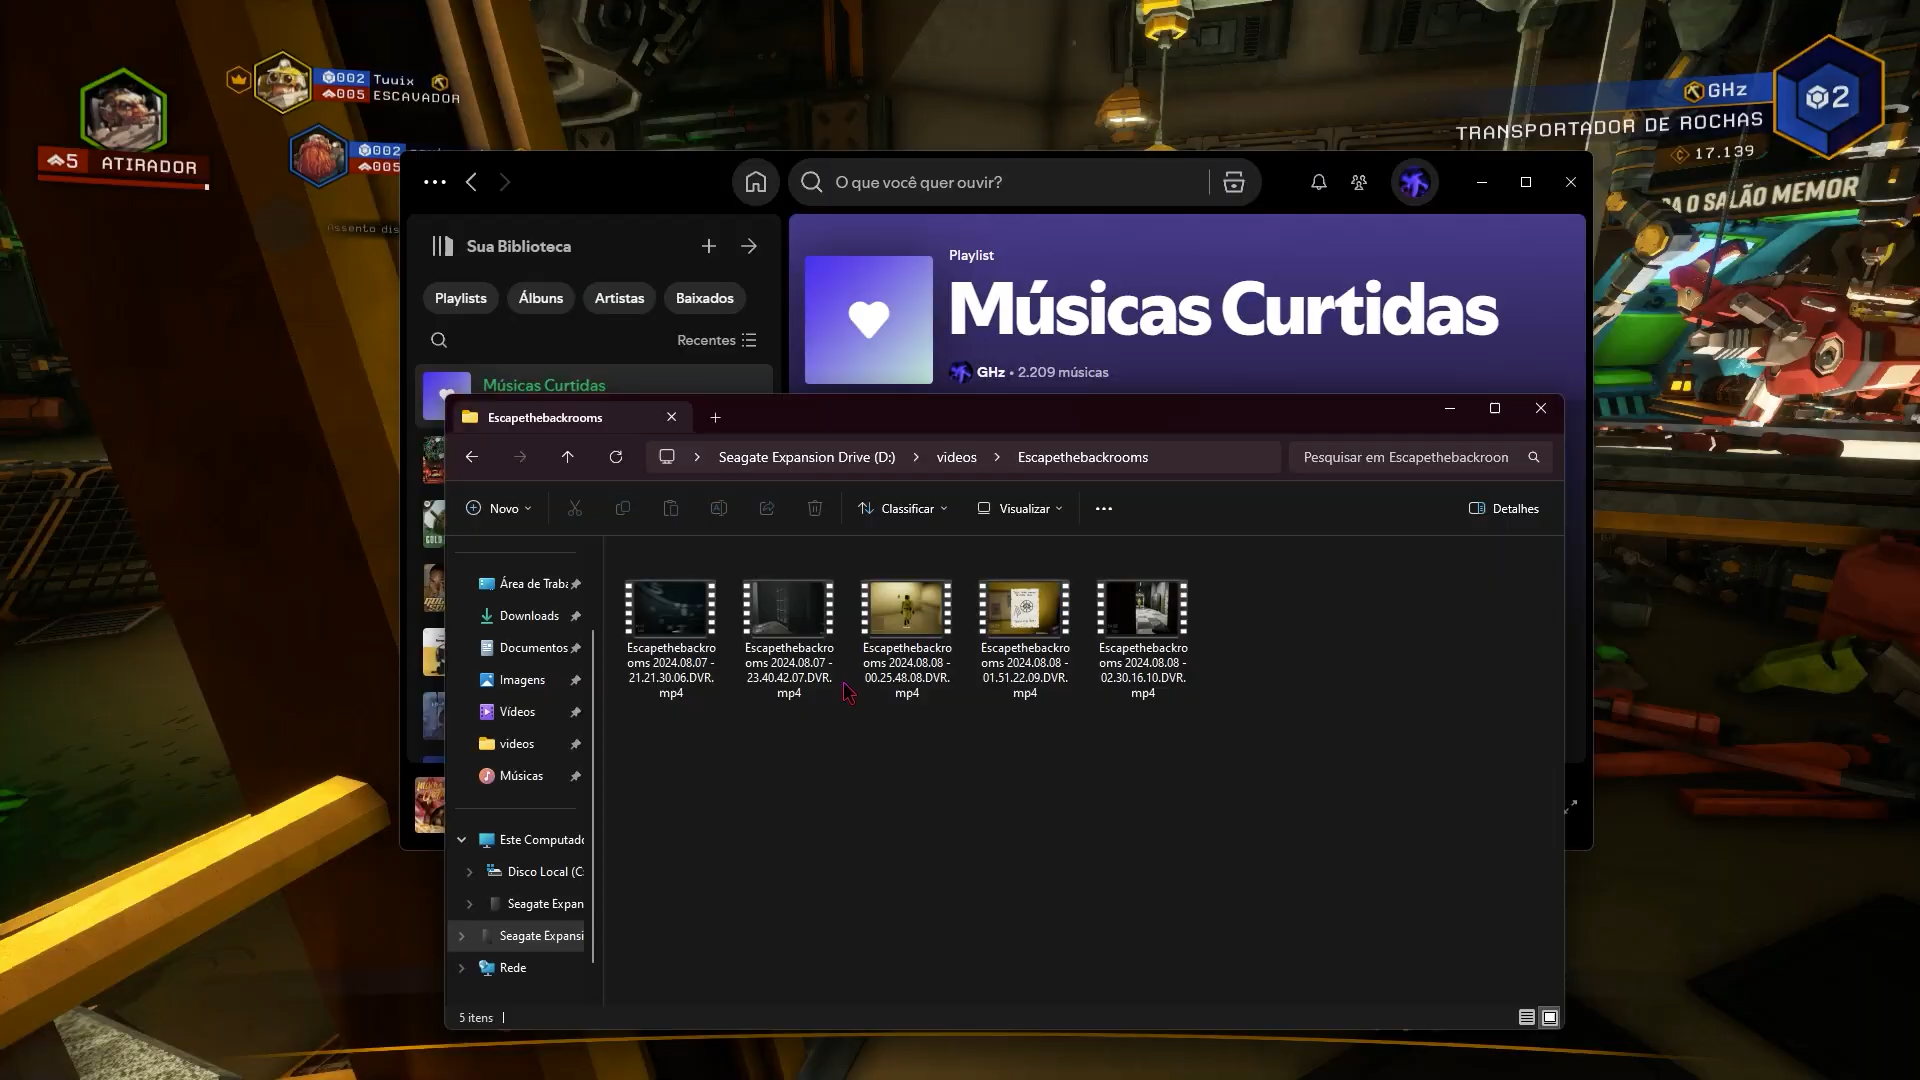 002 Tuuix
005 ESCAVADOR
5 ATIRADOR
002
005
Assento dis
GHz
2
TRANSPORTADOR DE ROCHAS
17.139
O SALÃO MEMOR
O que você quer ouvir?
Sua Biblioteca
Playlists
Álbuns
Artistas
Baixados
Recentes
Músicas Curtidas
Playlist
Músicas Curtidas
GHz • 2.209 músicas
Escapethebackrooms
Seagate Expansion Drive (D:) > videos > Escapethebackrooms
Pesquisar em Escapethebackroon
Novo
Classificar
Visualizar
Detalhes
Área de Traba
Downloads
Documentos
Imagens
Vídeos
videos
Músicas
Este Computado
Disco Local (C:
Seagate Expan
Seagate Expansi
Rede
Escapethebackro
oms 2024.08.07 -
21.21.30.06.DVR.
mp4
Escapethebackro
oms 2024.08.07 -
23.40.42.07.DVR.
mp4
Escapethebackro
oms 2024.08.08 -
00.25.48.08.DVR.
mp4
Escapethebackro
oms 2024.08.08 -
01.51.22.09.DVR.
mp4
Escapethebackro
oms 2024.08.08 -
02.30.16.10.DVR.
mp4
5 itens